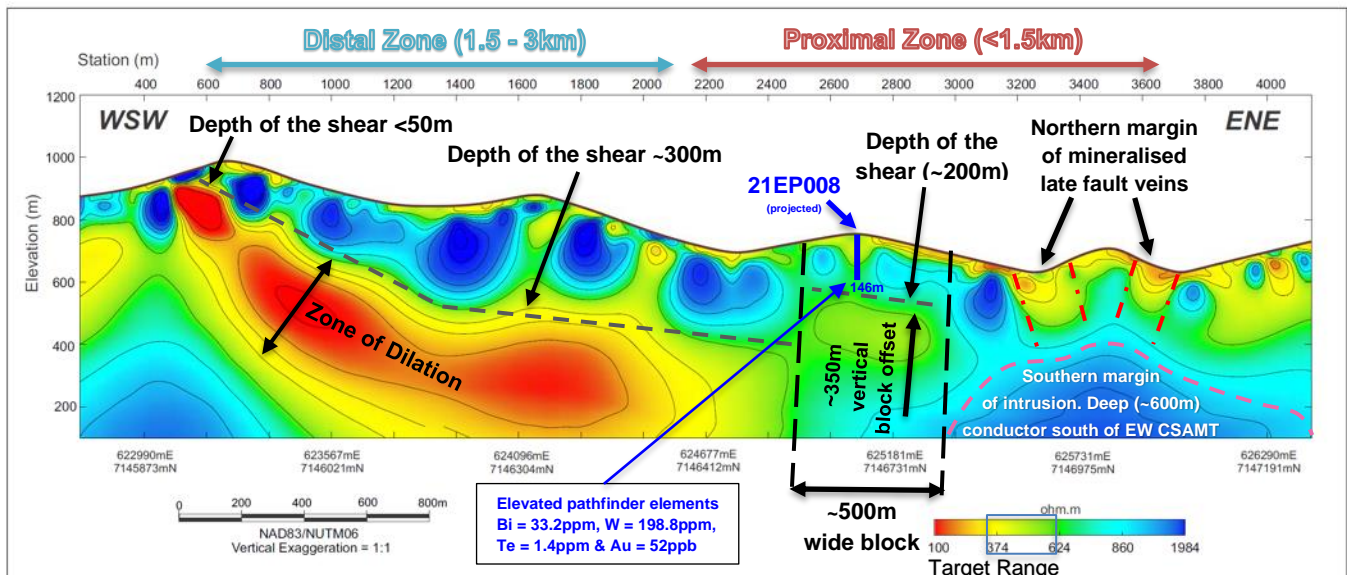 Distal Zone (1.5 - 3km)
Proximal Zone (<1.5km)
Station (m)
400 600 800 1000 1200 1400 1600 1800 2000 2200 2400 2600 2800 3000 3200 3400 3600 3800 4000
1200
1000
800
600
400
200
Elevation (m)
WSW
ENE
Depth of the shear <50m
Depth of the shear ~300m
Depth of the
shear (~200m)
Northern margin
of mineralised
late fault veins
21EP008
(projected)
146m
Zone of Dilation
~350m
vertical
block offset
Southern margin
of intrusion. Deep (~600m)
conductor south of EW CSAMT
622990mE
7145873mN
623567mE
7146021mN
624096mE
7146304mN
624677mE
7146412mN
625181mE
7146731mN
625731mE
7146975mN
626290mE
7147191mN
0 200 400 600 800m
NAD83/NUTM06
Vertical Exaggeration = 1:1
Elevated pathfinder elements
Bi = 33.2ppm, W = 198.8ppm,
Te = 1.4ppm & Au = 52ppb
~500m
wide block
ohm.m
100 374 624 860 1984
Target Range